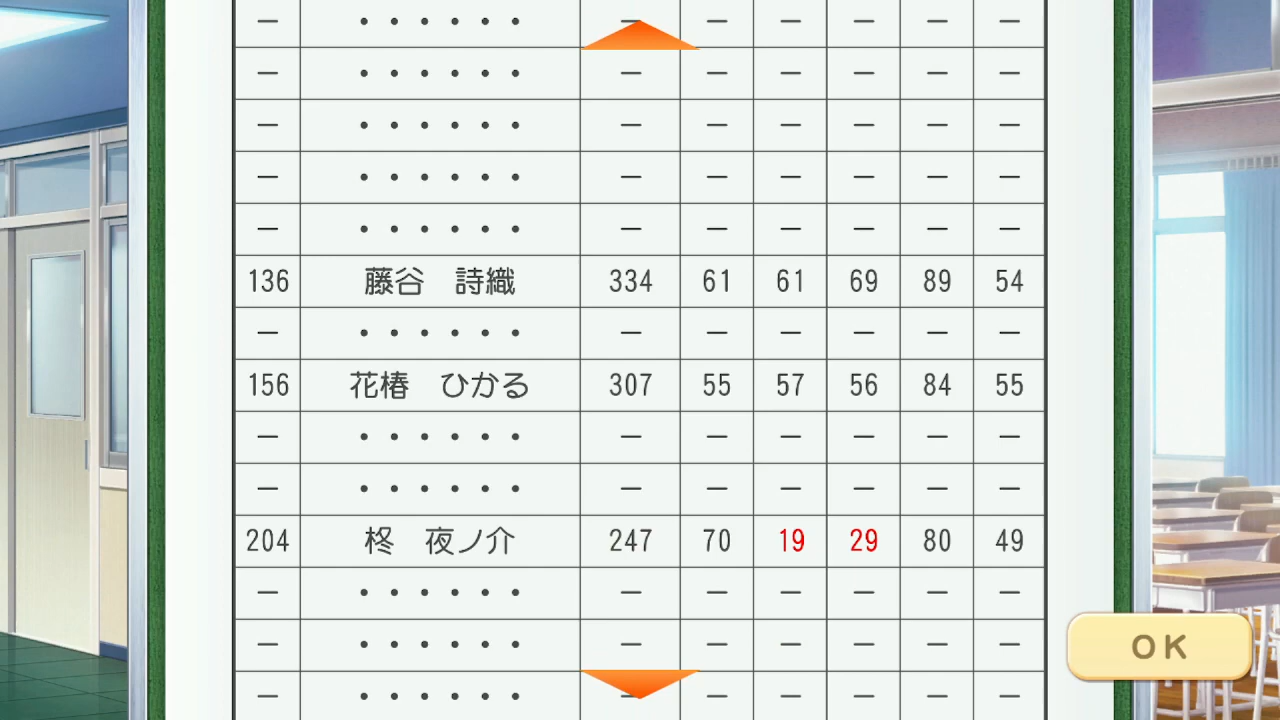 — ・・・・・・ — — — — — —
— ・・・・・・ — — — — — —
— ・・・・・・ — — — — — —
— ・・・・・・ — — — — — —
— ・・・・・・ — — — — — —
136 藤谷　詩織 334 61 61 69 89 54
— ・・・・・・ — — — — — —
156 花椿　ひかる 307 55 57 56 84 55
— ・・・・・・ — — — — — —
— ・・・・・・ — — — — — —
204 柊　夜ノ介 247 70 19 29 80 49
— ・・・・・・ — — — — — —
— ・・・・・・ — — — — — —
— ・・・・・・ — — — — — —
OK